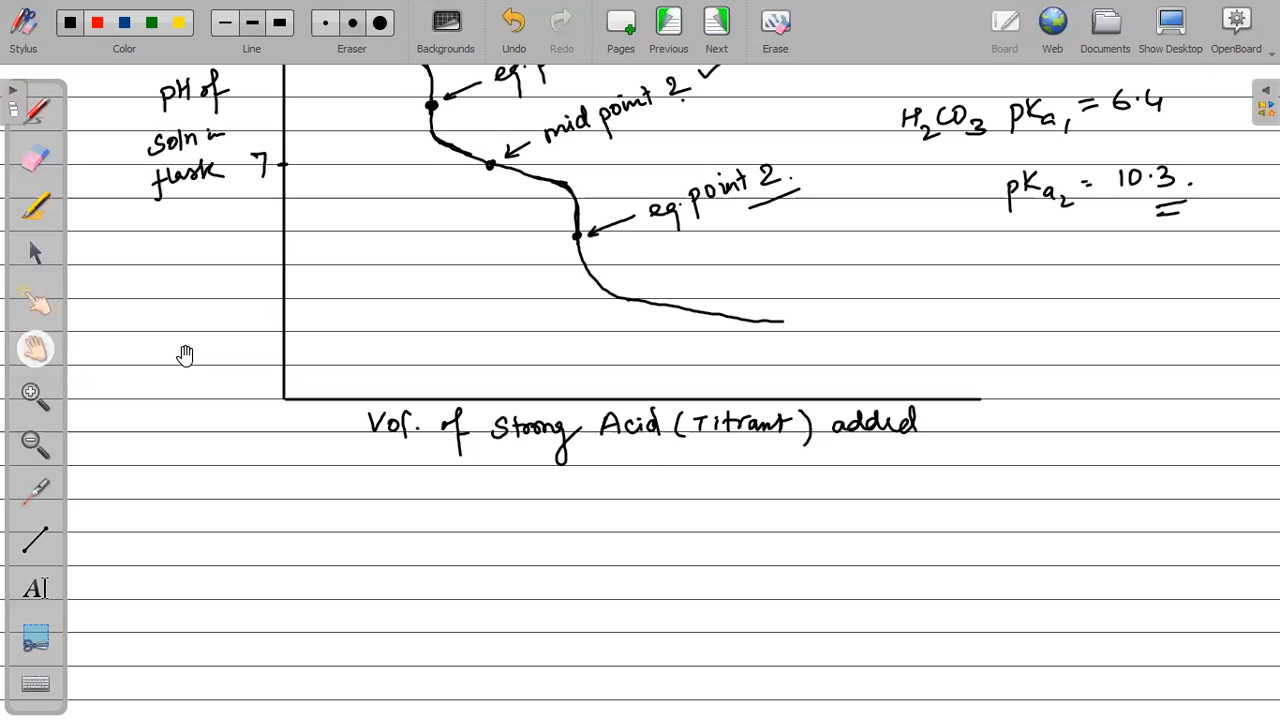 Stylus
Color
Line
Eraser
Backgrounds
Undo
Redo
Pages
Previous
Next
Erase
Board
Web
Documents
Show Desktop
OpenBoard
pH of
soln in
flask 7
mid point 2.
eq. point 2.
H2CO3 pKa1 = 6.4
pKa2 = 10.3.
Vol. of Strong Acid (Titrant) added